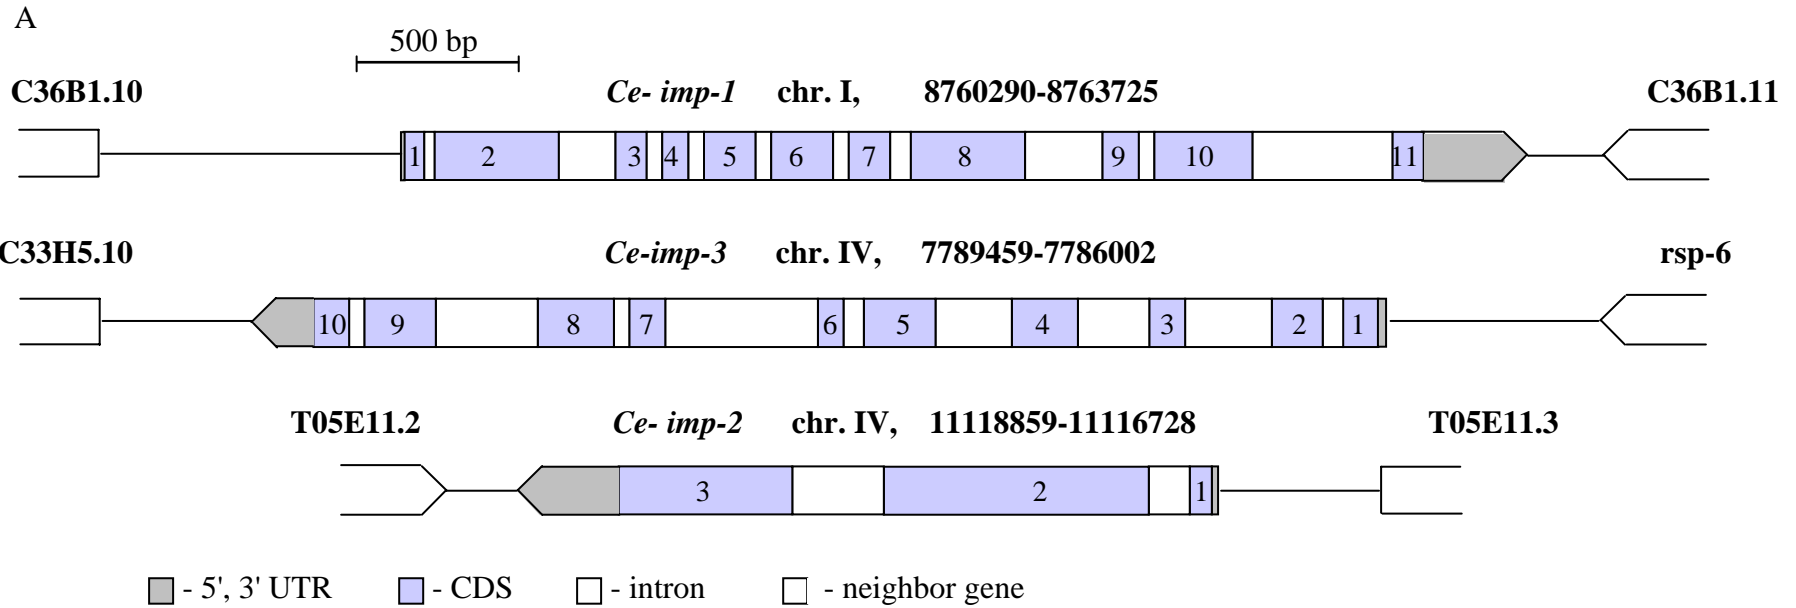 A
500 bp
C36B1.10 Ce- imp-1 chr. I, 8760290-8763725 C36B1.11
1 2 3 4 5 6 7 8 9 10 11
C33H5.10 Ce-imp-3 chr. IV, 7789459-7786002 rsp-6
10 9 8 7 6 5 4 3 2 1
T05E11.2 Ce- imp-2 chr. IV, 11118859-11116728 T05E11.3
3 2 1
- 5', 3' UTR - CDS - intron - neighbor gene